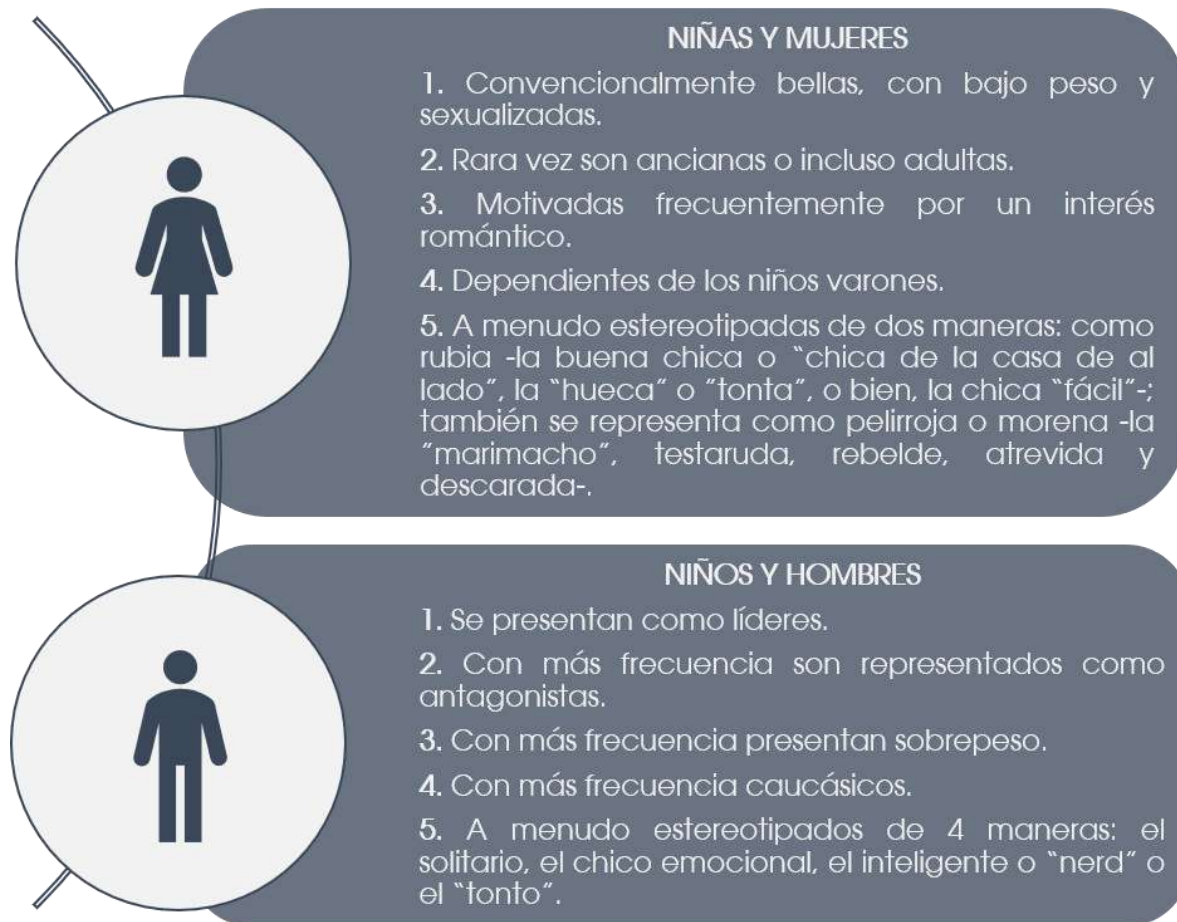 NIÑAS Y MUJERES
1. Convencionalmente bellas, con bajo peso y
sexualizadas.
2. Rara vez son ancianas o incluso adultas.
3. Motivadas frecuentemente por un interés
romántico.
4. Dependientes de los niños varones.
5. A menudo estereotipadas de dos maneras: como
rubia -la buena chica o "chica de la casa de al
lado", la "hueca" o "tonta", o bien, la chica "fácil"-;
también se representa como pelirroja o morena -la
"marimacho", testaruda, rebelde, atrevida y
descarada-.
NIÑOS Y HOMBRES
1. Se presentan como líderes.
2. Con más frecuencia son representados como
antagonistas.
3. Con más frecuencia presentan sobrepeso.
4. Con más frecuencia caucásicos.
5. A menudo estereotipados de 4 maneras: el
solitario, el chico emocional, el inteligente o "nerd" o
el "tonto".